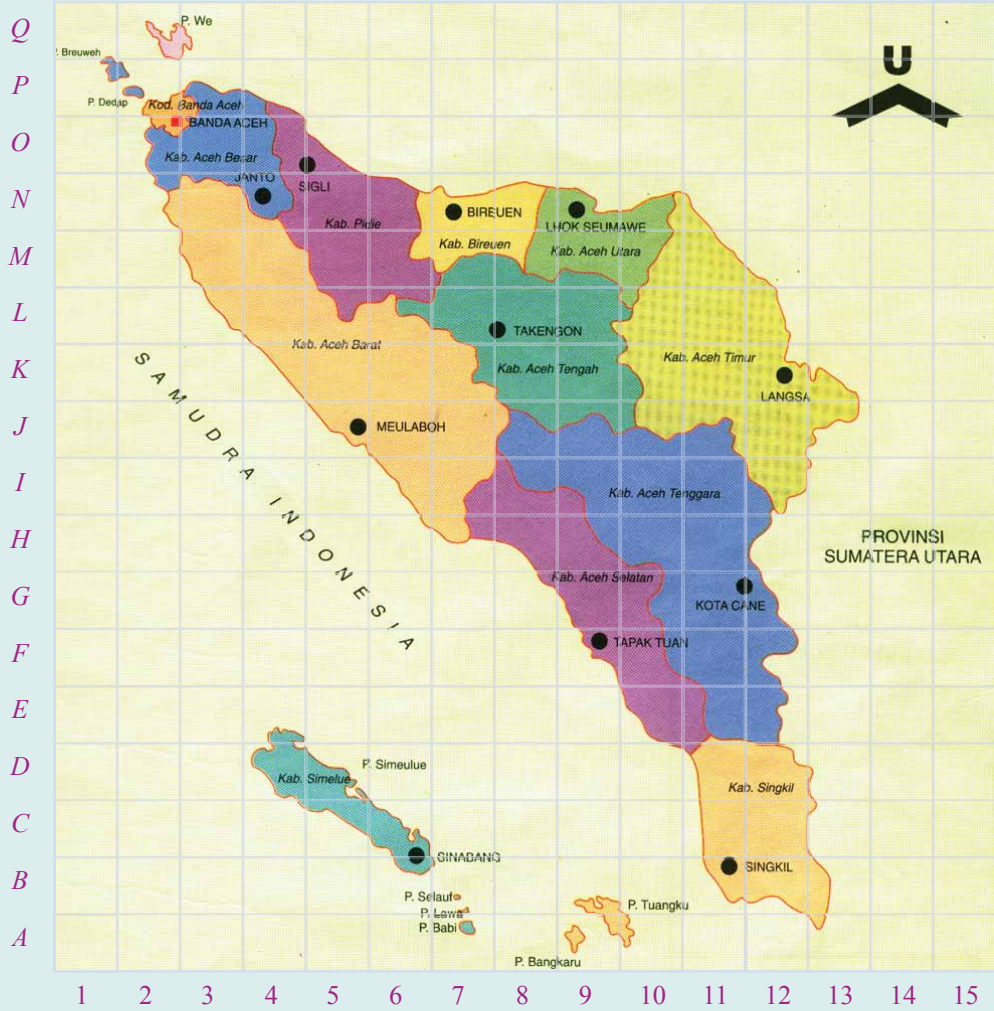 Q
P. We
P. Breuweh
U
P
P. Dedap
Kod. Banda Aceh
BANDA ACEH
O
Kab. Aceh Besar
JANTO
SIGLI
N
BIREUEN
Kab. Pidie
LHOK SEUMAWE
Kab. Bireuen
Kab. Aceh Utara
M
L
TAKENGON
Kab. Aceh Barat
Kab. Aceh Timur
K
Kab. Aceh Tengah
LANGSA
J
MEULABOH
SAMUDRA INDONESIA
I
Kab. Aceh Tenggara
H
PROVINSI
SUMATERA UTARA
Kab. Aceh Selatan
G
KOTA CANE
F
TAPAK TUAN
E
D
P. Simeulue
Kab. Simelue
Kab. Singkil
C
SINABANG
B
SINGKIL
P. Selauf
P. Tuangku
P. Lawa
P. Babi
A
P. Bangkaru
1 2 3 4 5 6 7 8 9 10 11 12 13 14 15